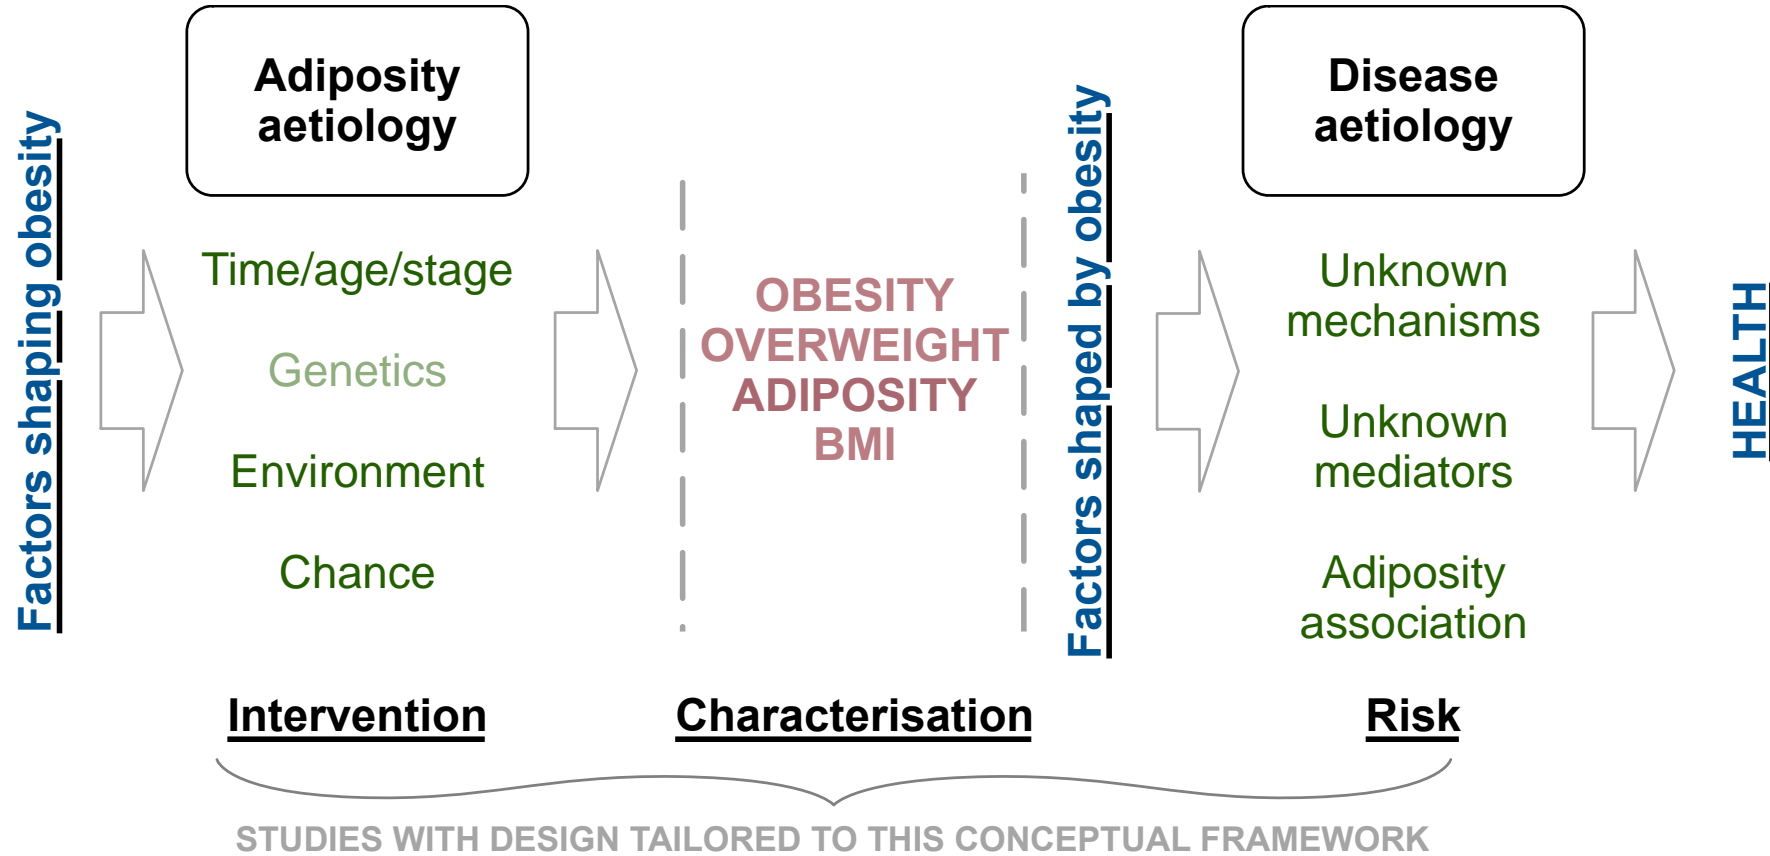 Factors shaping obesity
Adiposity
aetiology
Time/age/stage
Genetics
Environment
Chance
Intervention
OBESITY
OVERWEIGHT
ADIPOSITY
BMI
Characterisation
Factors shaped by obesity
Disease
aetiology
Unknown
mechanisms
Unknown
mediators
Adiposity
association
Risk
HEALTH
STUDIES WITH DESIGN TAILORED TO THIS CONCEPTUAL FRAMEWORK